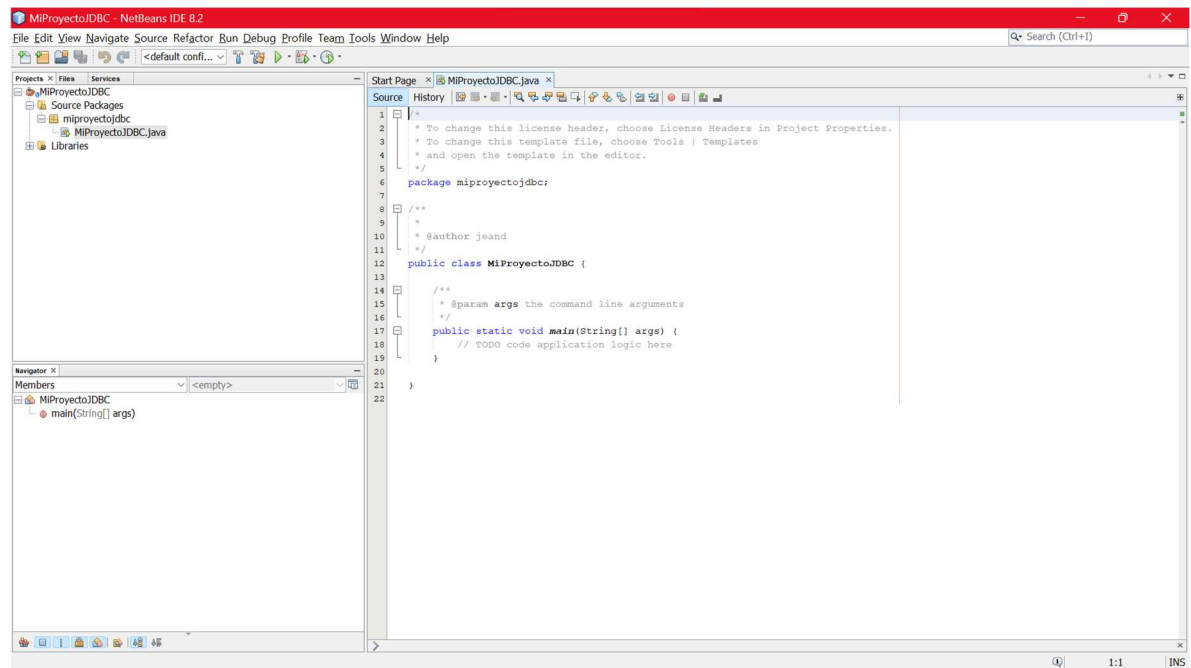 MiProyectoJDBC - NetBeans IDE 8.2
File Edit View Navigate Source Refactor Run Debug Profile Team Tools Window Help
Search (Ctrl+I)
<default confi...
Projects Files Services
MiProyectoJDBC
Source Packages
miproyectojdbc
MiProyectoJDBC.java
Libraries
Navigator
Members <empty>
MiProyectoJDBC
main(String[] args)
Start Page MiProyectoJDBC.java
Source History
1 /*
2 * To change this license header, choose License Headers in Project Properties.
3 * To change this template file, choose Tools | Templates
4 * and open the template in the editor.
5 */
6 package miproyectojdbc;
7
8 /**
9 *
10 * @author jeand
11 */
12 public class MiProyectoJDBC {
13
14 /**
15 * @param args the command line arguments
16 */
17 public static void main(String[] args) {
18 // TODO code application logic here
19 }
20
21 }
22
1:1 INS